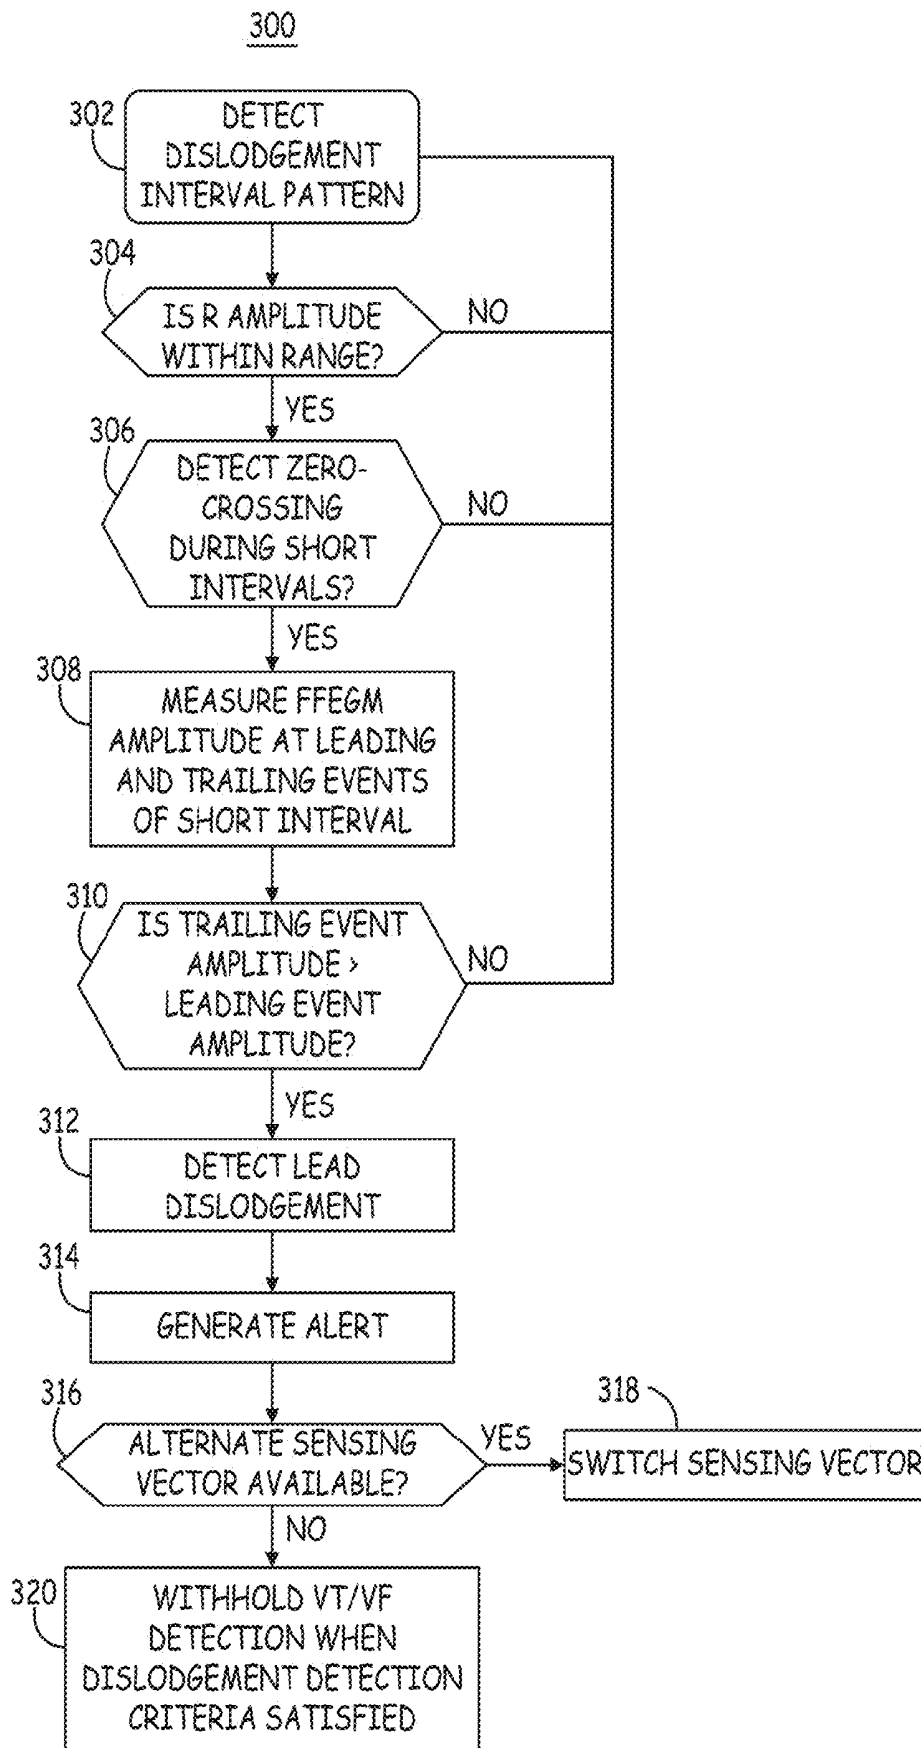 300
302
DETECT
DISLODGEMENT
INTERVAL PATTERN
304
IS R AMPLITUDE
WITHIN RANGE?
NO
YES
306
DETECT ZERO-
CROSSING
DURING SHORT
INTERVALS?
NO
YES
308
MEASURE FFEGM
AMPLITUDE AT LEADING
AND TRAILING EVENTS
OF SHORT INTERVAL
310
IS TRAILING EVENT
AMPLITUDE >
LEADING EVENT
AMPLITUDE?
NO
YES
312
DETECT LEAD
DISLODGEMENT
314
GENERATE ALERT
316
ALTERNATE SENSING
VECTOR AVAILABLE?
YES
318
SWITCH SENSING VECTOR
NO
320
WITHHOLD VT/VF
DETECTION WHEN
DISLODGEMENT DETECTION
CRITERIA SATISFIED